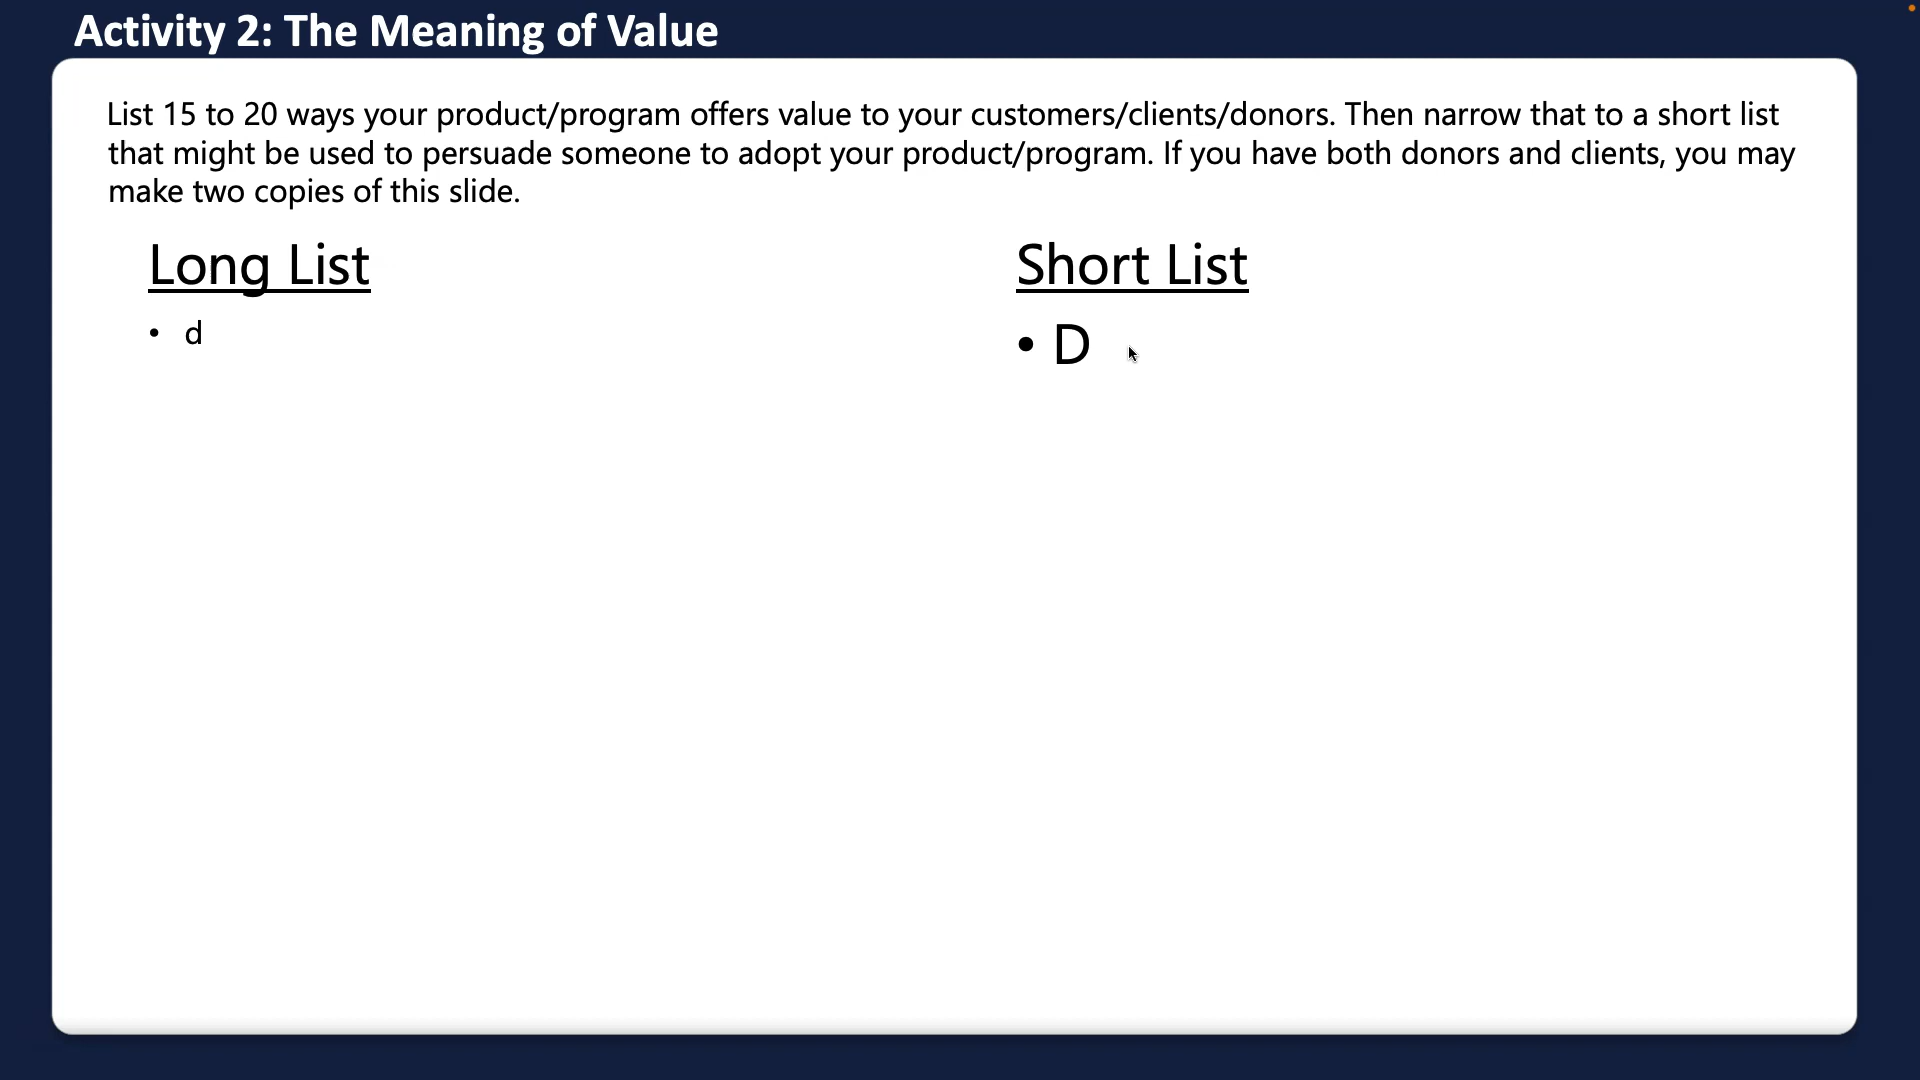 Activity 2: The Meaning of Value
List 15 to 20 ways your product/program offers value to your customers/clients/donors. Then narrow that to a short list
that might be used to persuade someone to adopt your product/program. If you have both donors and clients, you may
make two copies of this slide.
Long List
• d
Short List
• D